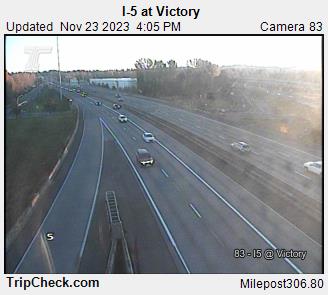 I-5 at Victory
Updated Nov 23 2023 4:05 PM Camera 83
S
83 - I5 @ Victory
TripCheck.com Milepost306.80